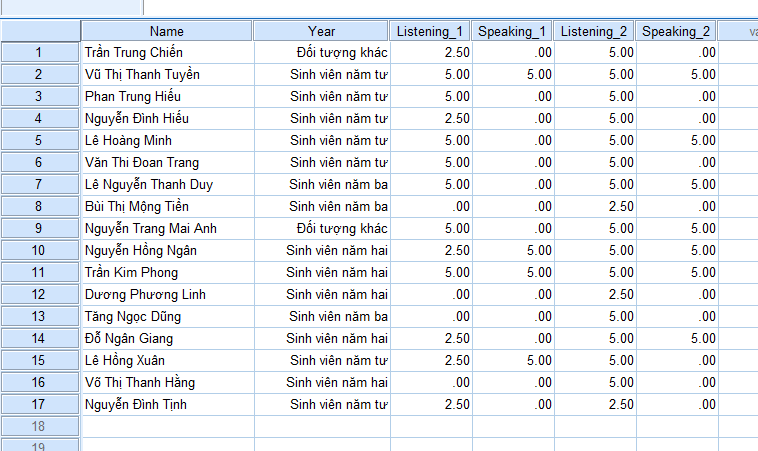 Name Year Listening_1 Speaking_1 Listening_2 Speaking_2 va
1 Trần Trung Chiến Đối tượng khác 2.50 .00 5.00 .00
2 Vũ Thị Thanh Tuyền Sinh viên năm tư 5.00 5.00 5.00 5.00
3 Phan Trung Hiếu Sinh viên năm tư 5.00 .00 5.00 .00
4 Nguyễn Đình Hiếu Sinh viên năm tư 2.50 .00 5.00 .00
5 Lê Hoàng Minh Sinh viên năm tư 5.00 .00 5.00 5.00
6 Văn Thi Đoan Trang Sinh viên năm tư 5.00 .00 5.00 .00
7 Lê Nguyễn Thanh Duy Sinh viên năm ba 5.00 .00 5.00 5.00
8 Bùi Thị Mộng Tiền Sinh viên năm ba .00 .00 2.50 .00
9 Nguyễn Trang Mai Anh Đối tượng khác 5.00 .00 5.00 5.00
10 Nguyễn Hồng Ngân Sinh viên năm hai 2.50 5.00 5.00 5.00
11 Trần Kim Phong Sinh viên năm hai 5.00 5.00 5.00 5.00
12 Dương Phương Linh Sinh viên năm hai .00 .00 2.50 .00
13 Tăng Ngọc Dũng Sinh viên năm ba .00 .00 5.00 .00
14 Đỗ Ngân Giang Sinh viên năm hai 2.50 .00 5.00 5.00
15 Lê Hồng Xuân Sinh viên năm tư 2.50 5.00 5.00 .00
16 Võ Thị Thanh Hằng Sinh viên năm hai .00 .00 5.00 .00
17 Nguyễn Đình Tịnh Sinh viên năm tư 2.50 .00 2.50 .00
18
19